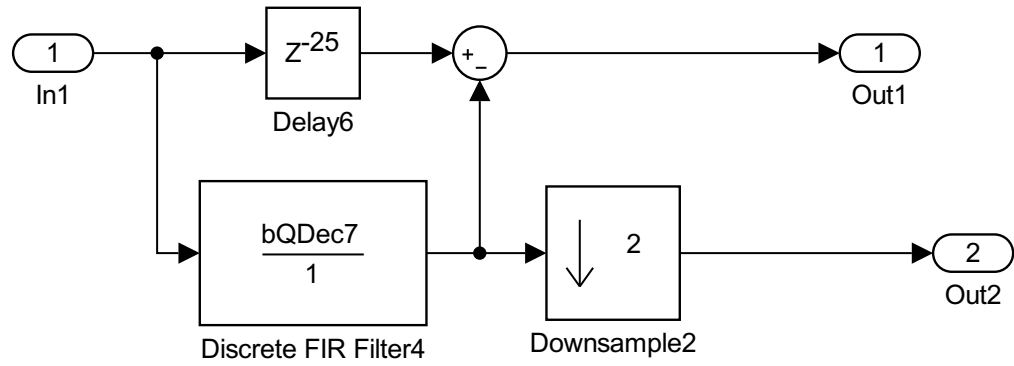 1
In1
Z-25
Delay6
+
−
1
Out1
bQDec7
1
Discrete FIR Filter4
2
Downsample2
2
Out2